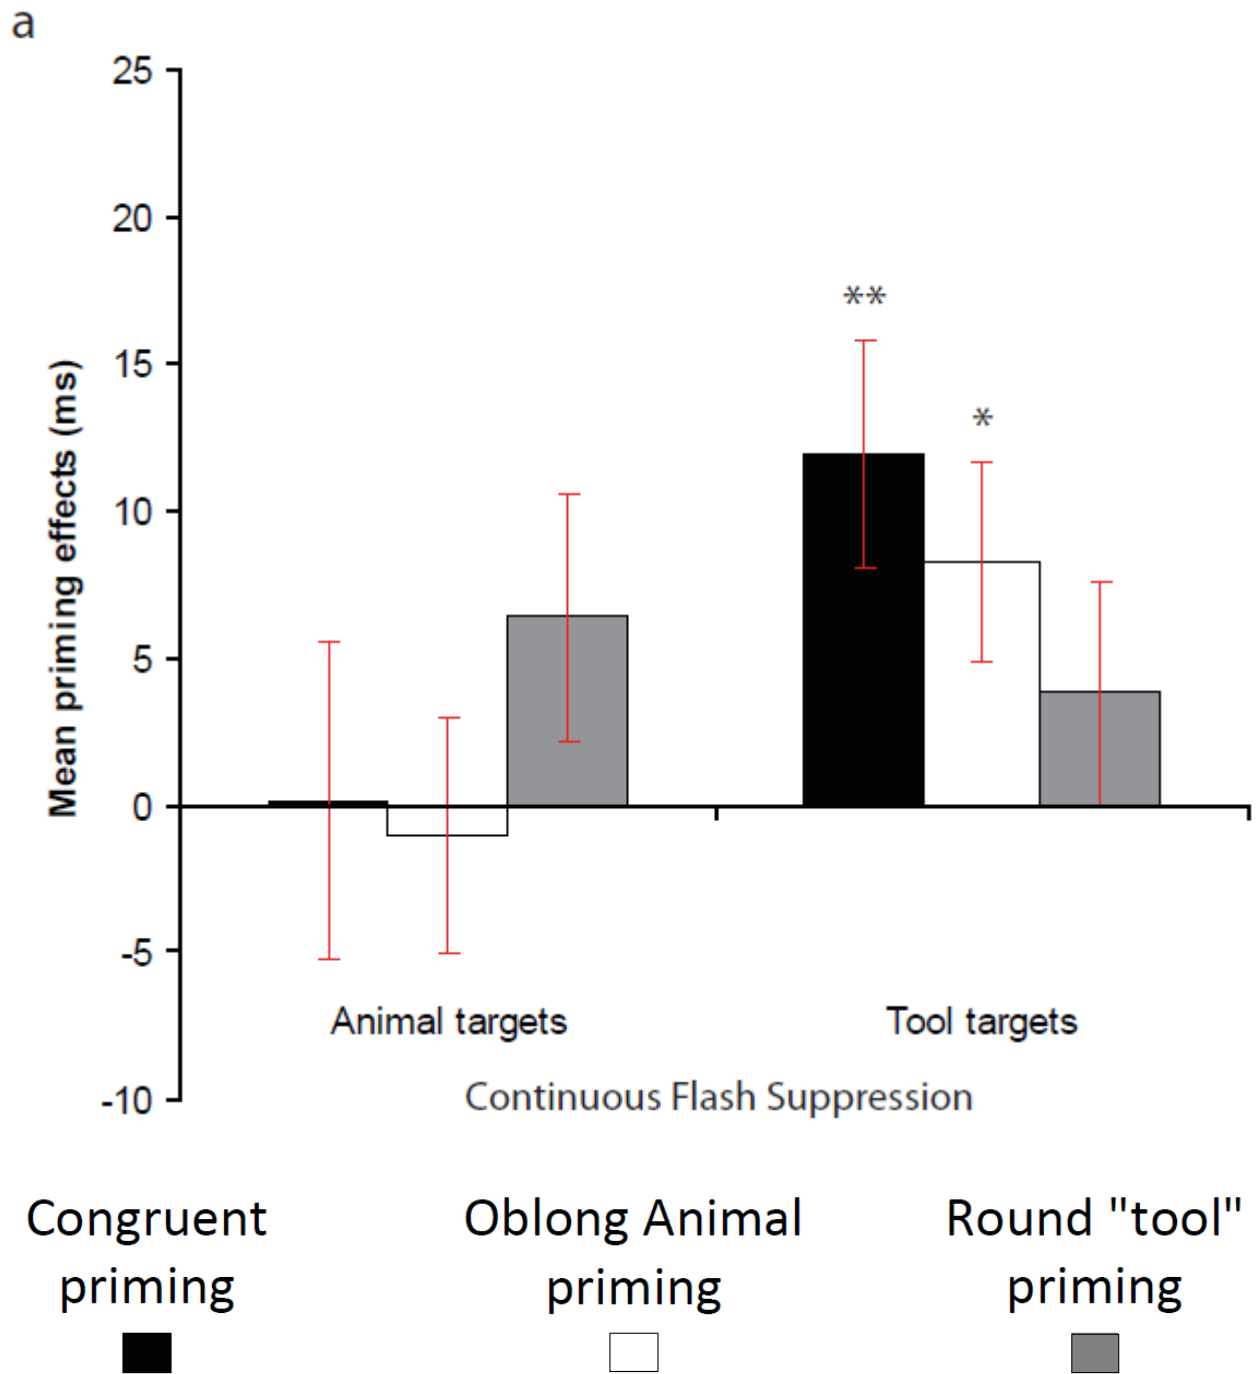 a
25
20
15
10
5
0
-5
-10
Mean priming effects (ms)
**
*
Animal targets
Tool targets
Continuous Flash Suppression
Congruent priming
Oblong Animal priming
Round "tool" priming